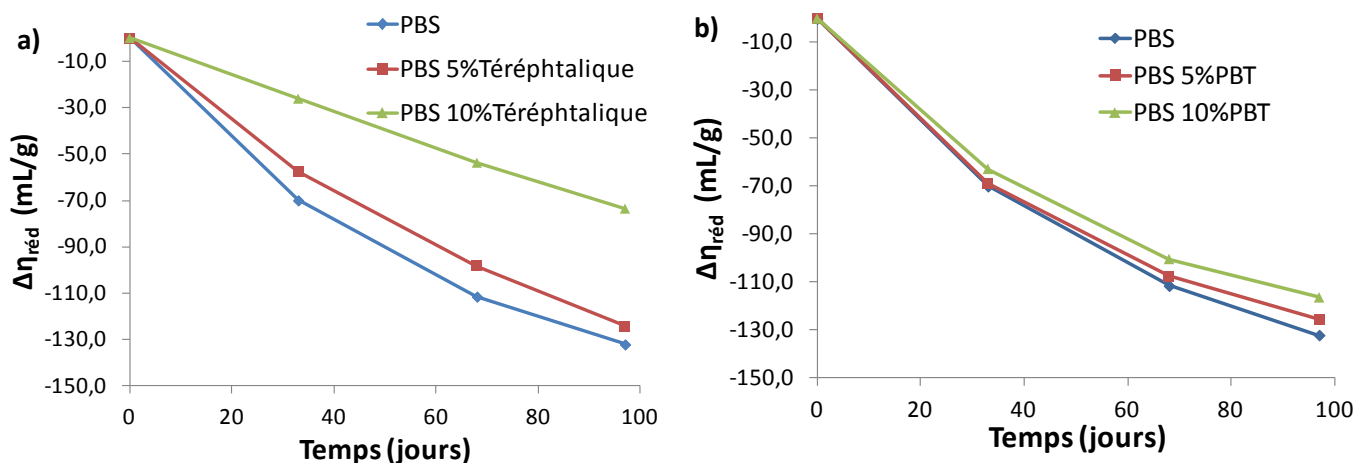 a)
PBS
PBS 5%Téréphtalique
PBS 10%Téréphtalique
-10,0
-30,0
-50,0
-70,0
-90,0
-110,0
-130,0
-150,0
Δηréd (mL/g)
0
20
40
60
80
100
Temps (jours)
b)
PBS
PBS 5%PBT
PBS 10%PBT
-10,0
-30,0
-50,0
-70,0
-90,0
-110,0
-130,0
-150,0
Δηréd (mL/g)
0
20
40
60
80
100
Temps (jours)